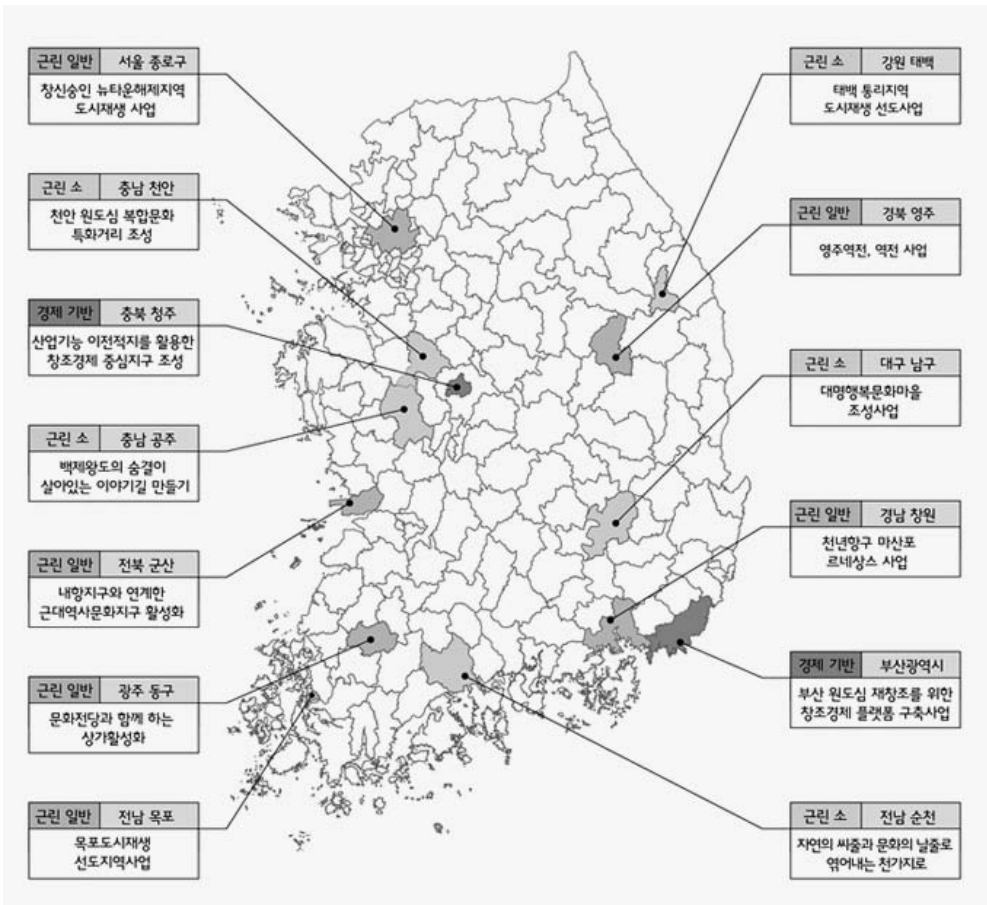 근린 일반 서울 종로구
창신숭인 뉴타운해제지역
도시재생 사업
근린 소 충남 천안
천안 원도심 복합문화
특화거리 조성
경제 기반 충북 청주
산업기능 이전적지를 활용한
창조경제 중심지구 조성
근린 소 충남 공주
백제왕도의 숨결이
살아있는 이야기길 만들기
근린 일반 전북 군산
내항지구와 연계한
근대역사문화지구 활성화
근린 일반 광주 동구
문화전당과 함께 하는
상가활성화
근린 일반 전남 목포
목포도시재생
선도지역사업
근린 소 강원 태백
태백 통리지역
도시재생 선도사업
근린 일반 경북 영주
영주역전, 역전 사업
근린 소 대구 남구
대명행복문화마을
조성사업
근린 일반 경남 창원
천년항구 마산포
르네상스 사업
경제 기반 부산광역시
부산 원도심 재창조를 위한
창조경제 플랫폼 구축사업
근린 소 전남 순천
자연의 씨줄과 문화의 날줄로
엮어내는 천가지로